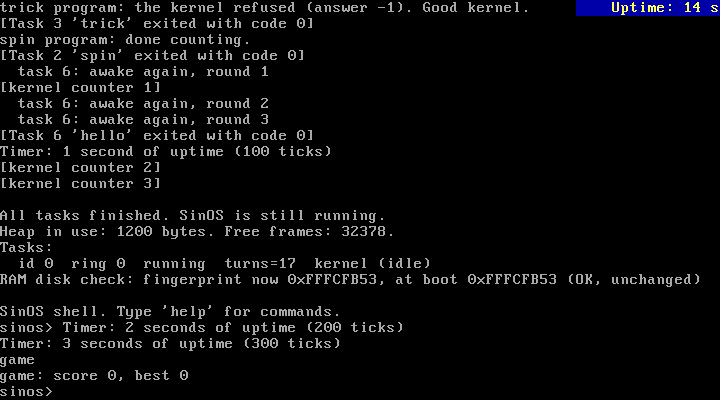 trick program: the kernel refused (answer -1). Good kernel. Uptime: 14 s
[Task 3 'trick' exited with code 0]
spin program: done counting.
[Task 2 'spin' exited with code 0]
  task 6: awake again, round 1
[kernel counter 1]
  task 6: awake again, round 2
  task 6: awake again, round 3
[Task 6 'hello' exited with code 0]
Timer: 1 second of uptime (100 ticks)
[kernel counter 2]
[kernel counter 3]
All tasks finished. SinOS is still running.
Heap in use: 1200 bytes. Free frames: 32378.
Tasks:
  id 0  ring 0  running  turns=17  kernel (idle)
RAM disk check: fingerprint now 0xFFFCFB53, at boot 0xFFFCFB53 (OK, unchanged)
SinOS shell. Type 'help' for commands.
sinos> Timer: 2 seconds of uptime (200 ticks)
Timer: 3 seconds of uptime (300 ticks)
game
game: score 0, best 0
sinos>